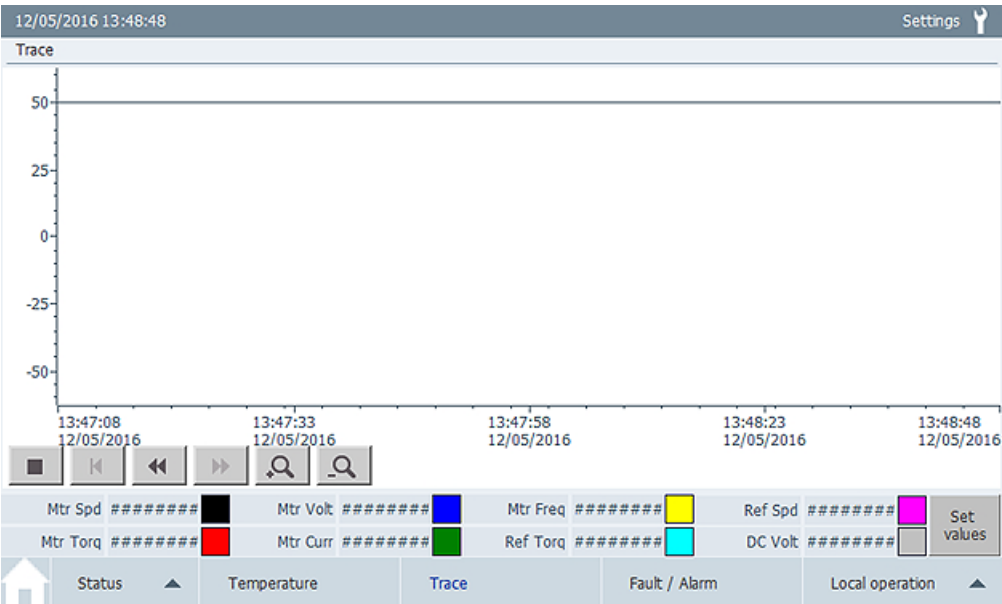 12/05/2016 13:48:48 Settings
Trace
50
25
0
-25
-50
13:47:08 13:47:33 13:47:58 13:48:23 13:48:48
12/05/2016 12/05/2016 12/05/2016 12/05/2016 12/05/2016
Mtr Spd ######## Mtr Volt ######## Mtr Freq ######## Ref Spd ######## Set
Mtr Torq ######## Mtr Curr ######## Ref Torq ######## DC Volt ######## values
Status Temperature Trace Fault / Alarm Local operation